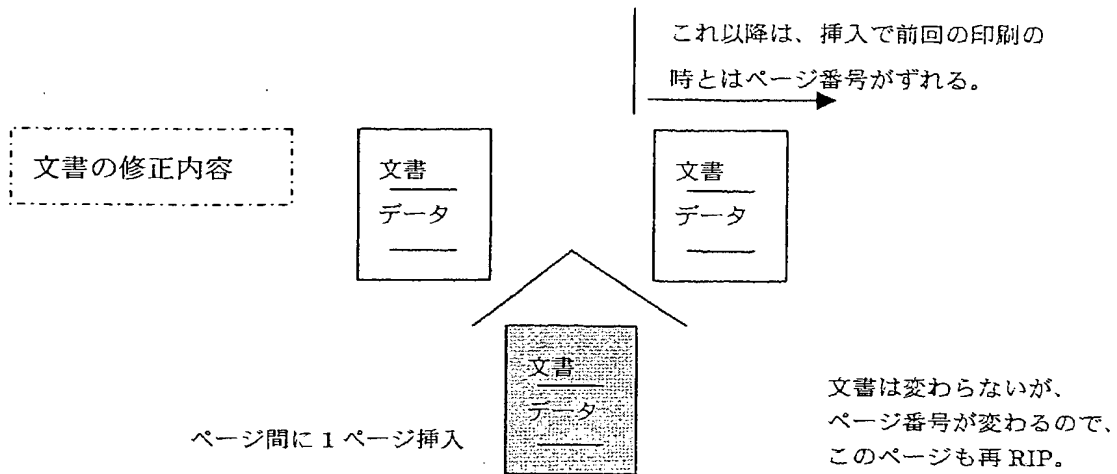 これ以降は、挿入で前回の印刷の
時とはページ番号がずれる。
文書の修正内容
文書
データ
文書
データ
文書
データ
ページ間に1ページ挿入
文書は変わらないが、
ページ番号が変わるので、
このページも再RIP。